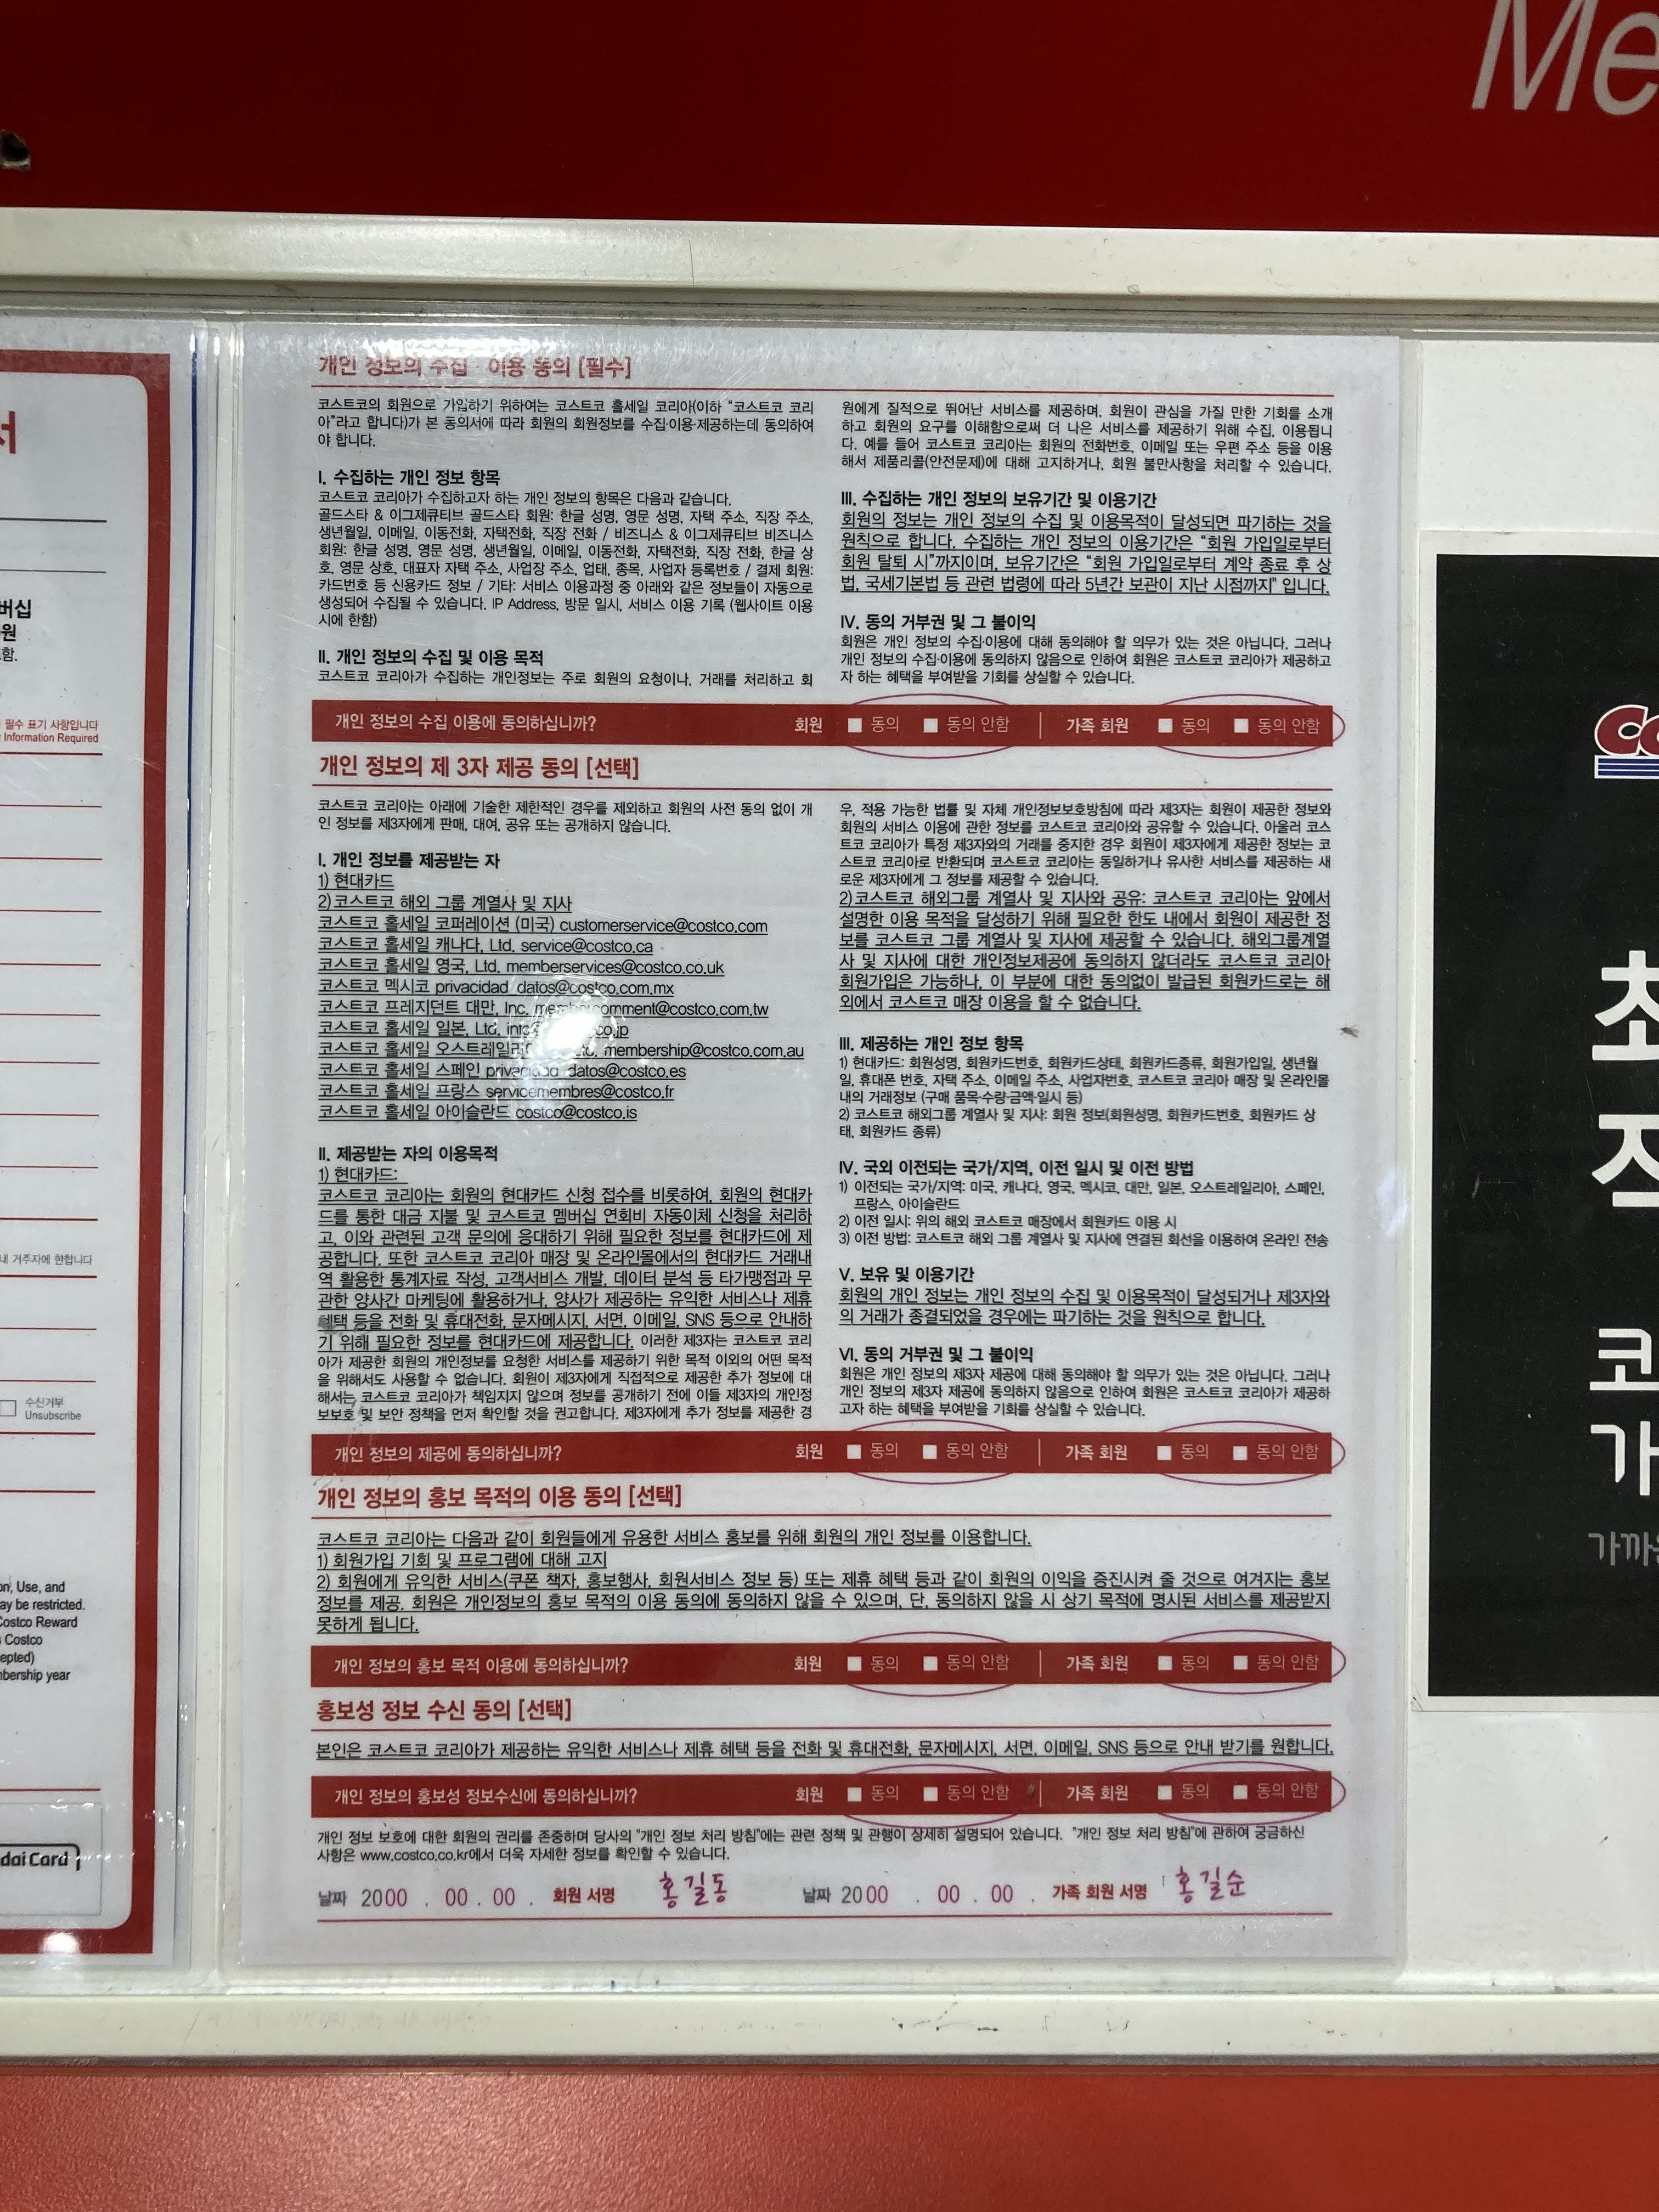 Me
서
버십
원
함.
필수 표기 사항입니다
Information Required
내 거주자에 한합니다
수신거부
Unsubscribe
on, Use, and
ay be restricted.
Costco Reward
Costco
epted)
bership year
dai Card
개인 정보의 수집 · 이용 동의 [필수]
코스트코의 회원으로 가입하기 위하여는 코스트코 홀세일 코리아(이하 "코스트코 코리
아"라고 합니다)가 본 동의서에 따라 회원의 회원정보를 수집·이용·제공하는데 동의하여
야 합니다.
I. 수집하는 개인 정보 항목
코스트코 코리아가 수집하고자 하는 개인 정보의 항목은 다음과 같습니다.
골드스타 & 이그제큐티브 골드스타 회원: 한글 성명, 영문 성명, 자택 주소, 직장 주소,
생년월일, 이메일, 이동전화, 자택전화, 직장 전화 / 비즈니스 & 이그제큐티브 비즈니스
회원: 한글 성명, 영문 성명, 생년월일, 이메일, 이동전화, 자택전화, 직장 전화, 한글 상
호, 영문 상호, 대표자 자택 주소, 사업장 주소, 업태, 종목, 사업자 등록번호 / 결제 회원:
카드번호 등 신용카드 정보 / 기타: 서비스 이용과정 중 아래와 같은 정보들이 자동으로
생성되어 수집될 수 있습니다. IP Address, 방문 일시, 서비스 이용 기록 (웹사이트 이용
시에 한함)
II. 개인 정보의 수집 및 이용 목적
코스트코 코리아가 수집하는 개인정보는 주로 회원의 요청이나, 거래를 처리하고 회
원에게 질적으로 뛰어난 서비스를 제공하며, 회원이 관심을 가질 만한 기회를 소개
하고 회원의 요구를 이해함으로써 더 나은 서비스를 제공하기 위해 수집, 이용됩니
다. 예를 들어 코스트코 코리아는 회원의 전화번호, 이메일 또는 우편 주소 등을 이용
해서 제품리콜(안전문제)에 대해 고지하거나, 회원 불만사항을 처리할 수 있습니다.
III. 수집하는 개인 정보의 보유기간 및 이용기간
회원의 정보는 개인 정보의 수집 및 이용목적이 달성되면 파기하는 것을
원칙으로 합니다. 수집하는 개인 정보의 이용기간은 "회원 가입일로부터
회원 탈퇴 시"까지이며, 보유기간은 "회원 가입일로부터 계약 종료 후 상
법, 국세기본법 등 관련 법령에 따라 5년간 보관이 지난 시점까지" 입니다.
IV. 동의 거부권 및 그 불이익
회원은 개인 정보의 수집·이용에 대해 동의해야 할 의무가 있는 것은 아닙니다. 그러나
개인 정보의 수집·이용에 동의하지 않음으로 인하여 회원은 코스트코 코리아가 제공하고
자 하는 혜택을 부여받을 기회를 상실할 수 있습니다.
개인 정보의 수집 이용에 동의하십니까? 회원 동의 동의 안함 가족 회원 동의 동의 안함
개인 정보의 제 3자 제공 동의 [선택]
코스트코 코리아는 아래에 기술한 제한적인 경우를 제외하고 회원의 사전 동의 없이 개
인 정보를 제3자에게 판매, 대여, 공유 또는 공개하지 않습니다.
I. 개인 정보를 제공받는 자
1) 현대카드
2)코스트코 해외 그룹 계열사 및 지사
코스트코 홀세일 코퍼레이션 (미국) customerservice@costco.com
코스트코 홀세일 캐나다, Ltd. service@costco.ca
코스트코 홀세일 영국, Ltd. memberservices@costco.co.uk
코스트코 멕시코 privacidad_datos@costco.com.mx
코스트코 프레지던트 대만, Inc. membercomment@costco.com.tw
코스트코 홀세일 일본, Ltd.
코스트코 홀세일 membership@costco.com.au
코스트코 홀세일 스페인 privacidad_datos@costco.es
코스트코 홀세일 프랑스 servicemembres@costco.fr
코스트코 홀세일 아이슬란드 costco@costco.is
II. 제공받는 자의 이용목적
1) 현대카드:
코스트코 코리아는 회원의 현대카드 신청 접수를 비롯하여, 회원의 현대카
드를 통한 대금 지불 및 코스트코 멤버십 연회비 자동이체 신청을 처리하
고, 이와 관련된 고객 문의에 응대하기 위해 필요한 정보를 현대카드에 제
공합니다. 또한 코스트코 코리아 매장 및 온라인몰에서의 현대카드 거래내
역 활용한 통계자료 작성, 고객서비스 개발, 데이터 분석 등 타가맹점과 무
관한 양사간 마케팅에 활용하거나, 양사가 제공하는 유익한 서비스나 제휴
혜택 등을 전화 및 휴대전화, 문자메시지, 서면, 이메일, SNS 등으로 안내하
기 위해 필요한 정보를 현대카드에 제공합니다. 이러한 제3자는 코스트코 코리
아가 제공한 회원의 개인정보를 요청한 서비스를 제공하기 위한 목적 이외의 어떤 목적
을 위해서도 사용할 수 없습니다. 회원이 제3자에게 직접적으로 제공한 추가 정보에 대
해서는 코스트코 코리아가 책임지지 않으며 정보를 공개하기 전에 이들 제3자의 개인정
보보호 및 보안 정책을 먼저 확인할 것을 권고합니다. 제3자에게 추가 정보를 제공한 경
우, 적용 가능한 법률 및 자체 개인정보보호방침에 따라 제3자는 회원이 제공한 정보와
회원의 서비스 이용에 관한 정보를 코스트코 코리아와 공유할 수 있습니다. 아울러 코스
트코 코리아가 특정 제3자와의 거래를 중지한 경우 회원이 제3자에게 제공한 정보는 코
스트코 코리아로 반환되며 코스트코 코리아는 동일하거나 유사한 서비스를 제공하는 새
로운 제3자에게 그 정보를 제공할 수 있습니다.
2)코스트코 해외그룹 계열사 및 지사와 공유: 코스트코 코리아는 앞에서
설명한 이용 목적을 달성하기 위해 필요한 한도 내에서 회원이 제공한 정
보를 코스트코 그룹 계열사 및 지사에 제공할 수 있습니다. 해외그룹계열
사 및 지사에 대한 개인정보제공에 동의하지 않더라도 코스트코 코리아
회원가입은 가능하나, 이 부분에 대한 동의없이 발급된 회원카드로는 해
외에서 코스트코 매장 이용을 할 수 없습니다.
III. 제공하는 개인 정보 항목
1) 현대카드: 회원성명, 회원카드번호, 회원카드상태, 회원카드종류, 회원가입일, 생년월
일, 휴대폰 번호, 자택 주소, 이메일 주소, 사업자번호, 코스트코 코리아 매장 및 온라인몰
내의 거래정보 (구매 품목·수량·금액·일시 등)
2) 코스트코 해외그룹 계열사 및 지사: 회원 정보(회원성명, 회원카드번호, 회원카드 상
태, 회원카드 종류)
IV. 국외 이전되는 국가/지역, 이전 일시 및 이전 방법
1) 이전되는 국가/지역: 미국, 캐나다, 영국, 멕시코, 대만, 일본, 오스트레일리아, 스페인,
프랑스, 아이슬란드
2) 이전 일시: 위의 해외 코스트코 매장에서 회원카드 이용 시
3) 이전 방법: 코스트코 해외 그룹 계열사 및 지사에 연결된 회선을 이용하여 온라인 전송
V. 보유 및 이용기간
회원의 개인 정보는 개인 정보의 수집 및 이용목적이 달성되거나 제3자와
의 거래가 종결되었을 경우에는 파기하는 것을 원칙으로 합니다.
VI. 동의 거부권 및 그 불이익
회원은 개인 정보의 제3자 제공에 대해 동의해야 할 의무가 있는 것은 아닙니다. 그러나
개인 정보의 제3자 제공에 동의하지 않음으로 인하여 회원은 코스트코 코리아가 제공하
고자 하는 혜택을 부여받을 기회를 상실할 수 있습니다.
개인 정보의 제공에 동의하십니까? 회원 동의 동의 안함 가족 회원 동의 동의 안함
개인 정보의 홍보 목적의 이용 동의 [선택]
코스트코 코리아는 다음과 같이 회원들에게 유용한 서비스 홍보를 위해 회원의 개인 정보를 이용합니다.
1) 회원가입 기회 및 프로그램에 대해 고지
2) 회원에게 유익한 서비스(쿠폰 책자, 홍보행사, 회원서비스 정보 등) 또는 제휴 혜택 등과 같이 회원의 이익을 증진시켜 줄 것으로 여겨지는 홍보
정보를 제공. 회원은 개인정보의 홍보 목적의 이용 동의에 동의하지 않을 수 있으며, 단, 동의하지 않을 시 상기 목적에 명시된 서비스를 제공받지
못하게 됩니다.
개인 정보의 홍보 목적 이용에 동의하십니까? 회원 동의 동의 안함 가족 회원 동의 동의 안함
홍보성 정보 수신 동의 [선택]
본인은 코스트코 코리아가 제공하는 유익한 서비스나 제휴 혜택 등을 전화 및 휴대전화, 문자메시지, 서면, 이메일, SNS 등으로 안내 받기를 원합니다.
개인 정보의 홍보성 정보수신에 동의하십니까? 회원 동의 동의 안함 가족 회원 동의 동의 안함
개인 정보 보호에 대한 회원의 권리를 존중하며 당사의 "개인 정보 처리 방침"에는 관련 정책 및 관행이 상세히 설명되어 있습니다. "개인 정보 처리 방침"에 관하여 궁금하신
사항은 www.costco.co.kr에서 더욱 자세한 정보를 확인할 수 있습니다.
날짜 2000 . 00 . 00 . 회원 서명 홍길동 날짜 2000 . 00 . 00 . 가족 회원 서명 홍길순
코
가
가까